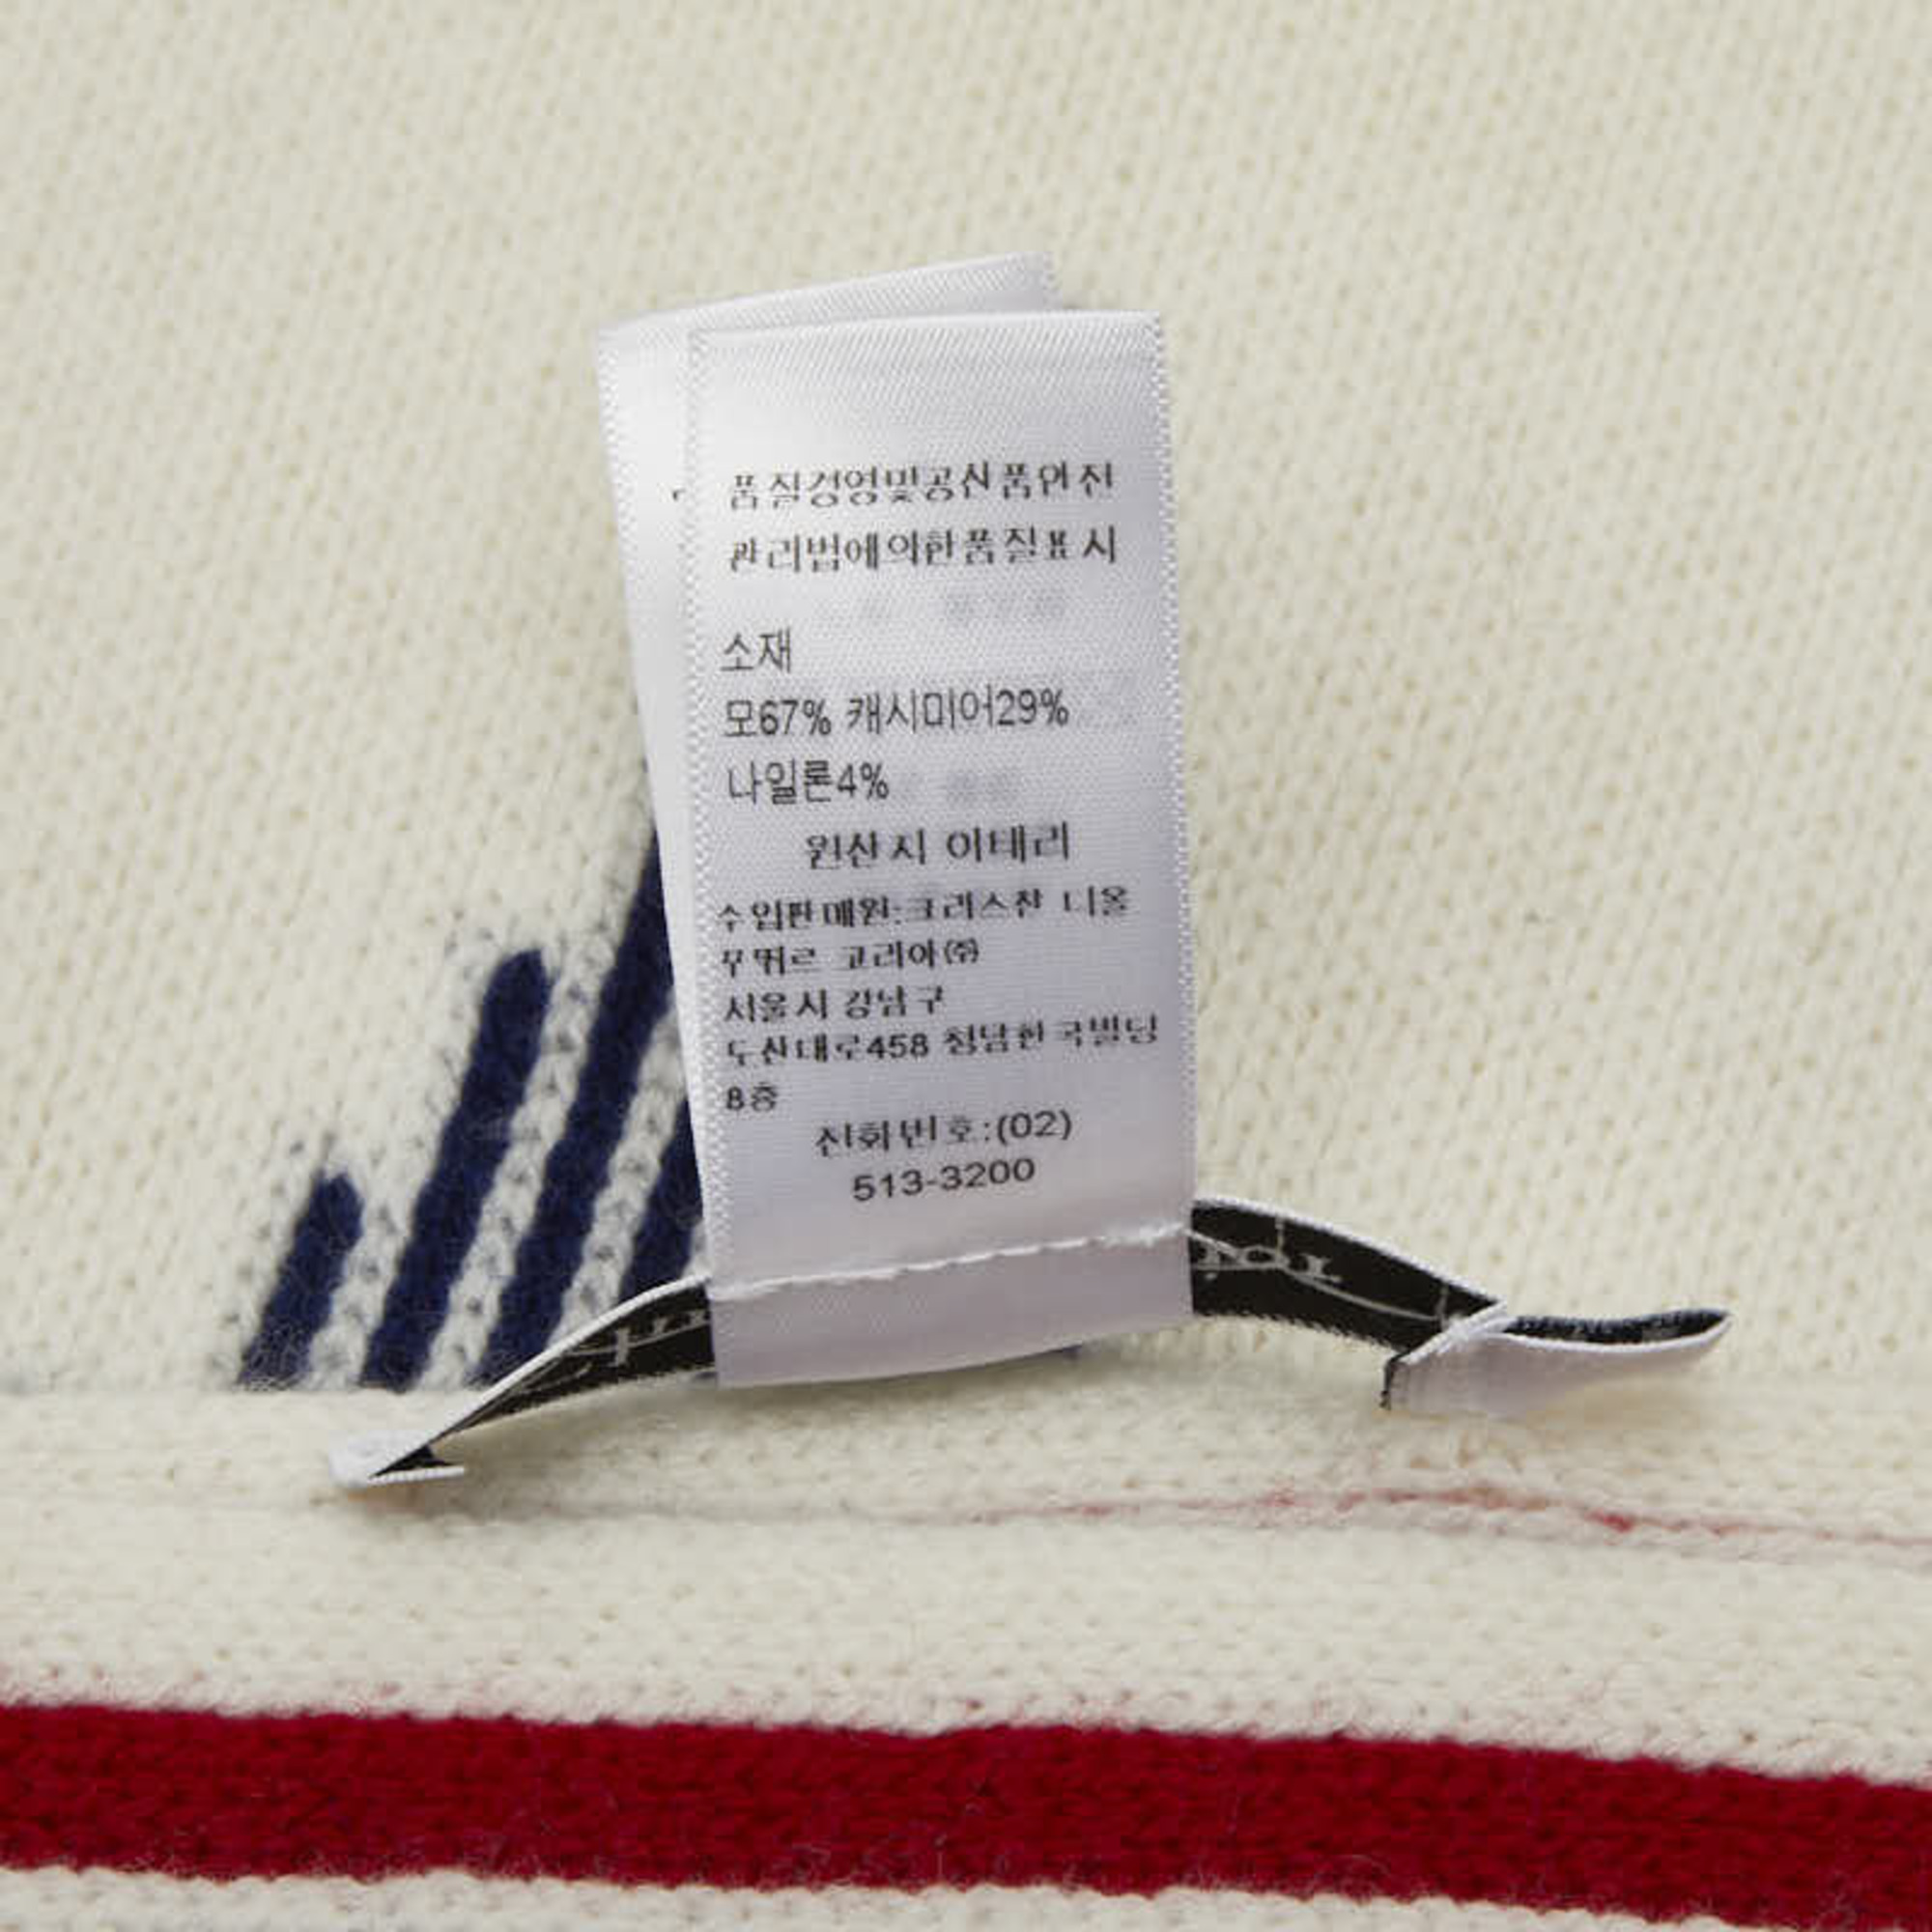 품질경영및공산품안전
관리법에의한품질표시
소재
모67% 캐시미어29%
나일론4%
원산지 이태리
수입판매원:크리스챤 디올
꾸뛰르 코리아㈜
서울시 강남구
도산대로458 청담한국빌딩
8층
전화번호:(02)
513-3200